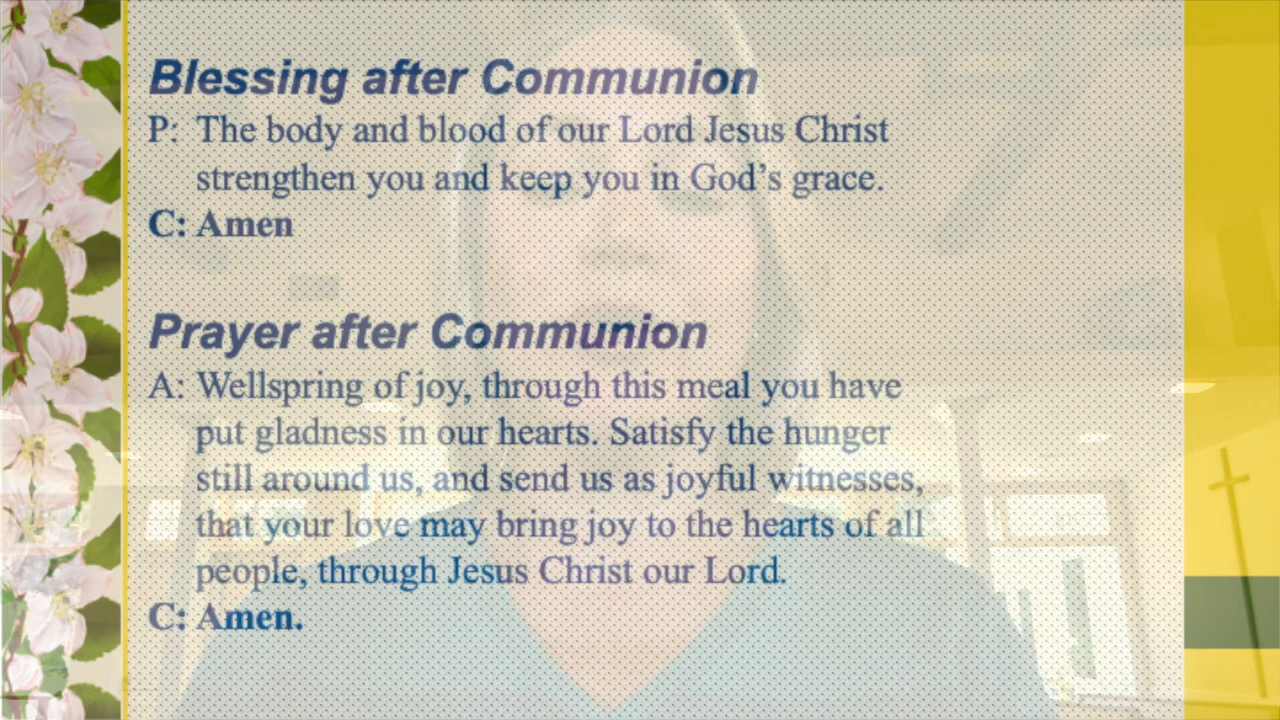 Blessing after Communion
P: The body and blood of our Lord Jesus Christ
strengthen you and keep you in God's grace.
C: Amen
Prayer after Communion
A: Wellspring of joy, through this meal you have
put gladness in our hearts. Satisfy the hunger
still around us, and send us as joyful witnesses,
that your love may bring joy to the hearts of all
people, through Jesus Christ our Lord.
C: Amen.